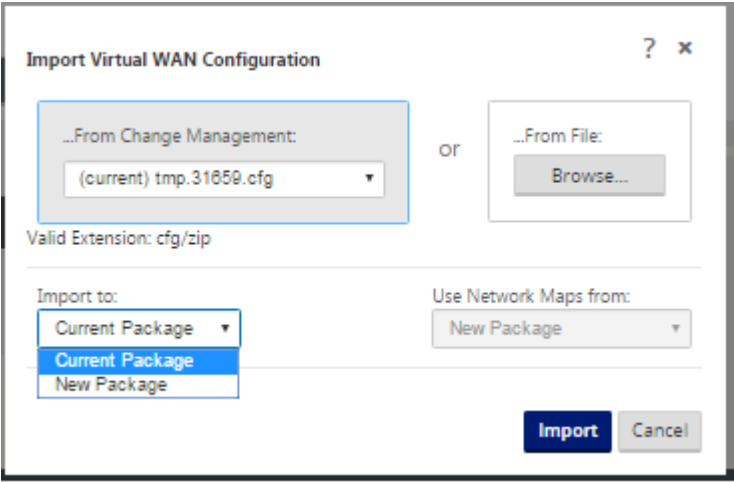 Import Virtual WAN Configuration
? ×
...From Change Management:
(current) tmp.31659.cfg
or
...From File:
Browse...
Valid Extension: cfg/zip
Import to:
Current Package
Current Package
New Package
Use Network Maps from:
New Package
Import
Cancel